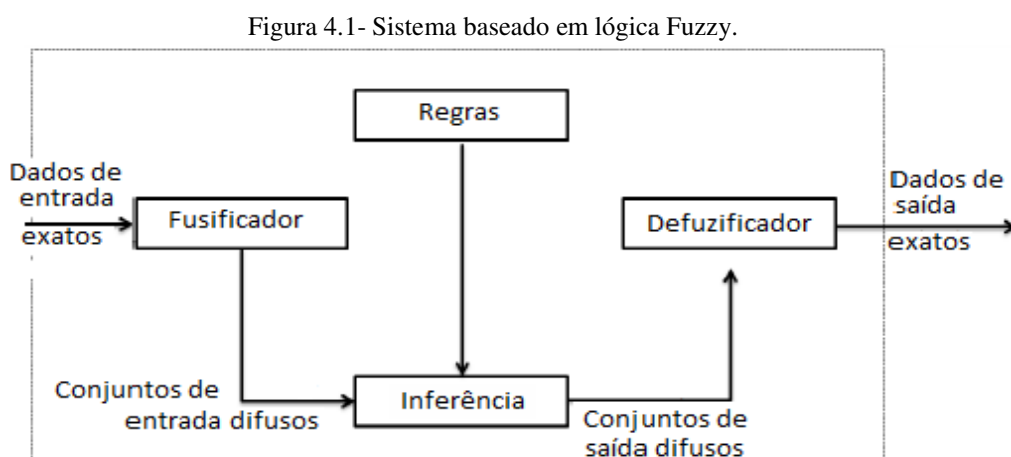 Figura 4.1- Sistema baseado em lógica Fuzzy.
Regras
Dados de
entrada
exatos
Fusificador
Defuzificador
Dados de
saída
exatos
Conjuntos de
entrada difusos
Inferência
Conjuntos de
saída difusos